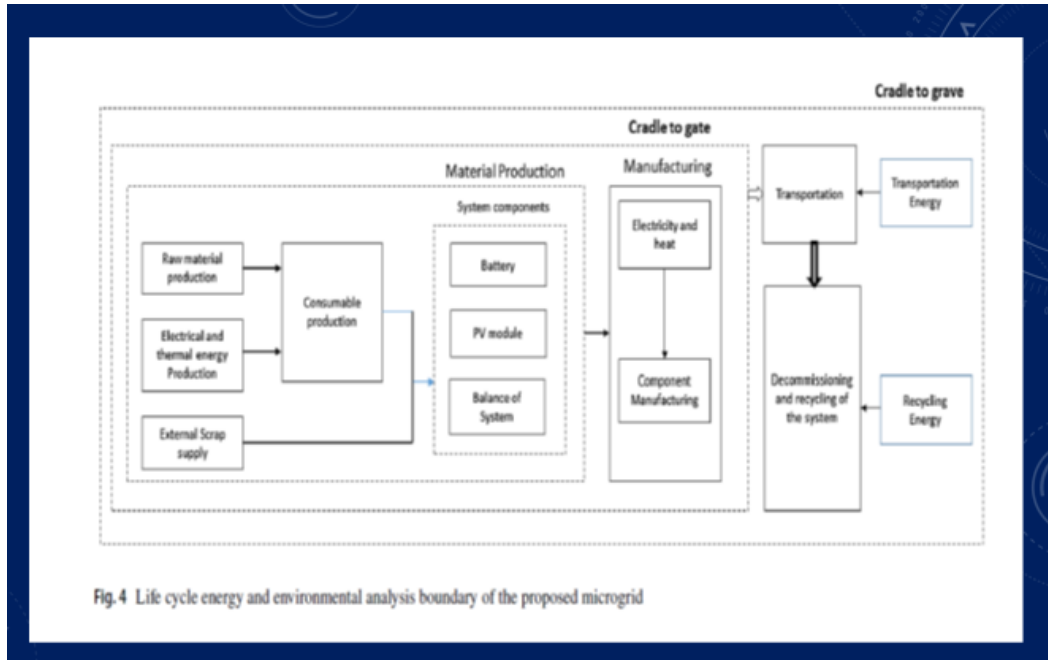 Cradle to grave
Cradle to gate
Material Production
Manufacturing
System components
Raw material
production
Electrical and
thermal energy
Production
External Scrap
supply
Consumable
production
Battery
PV module
Balance of
System
Electricity and
heat
Component
Manufacturing
Transportation
Transportation
Energy
Decommissioning
and recycling of
the system
Recycling
Energy
Fig. 4 Life cycle energy and environmental analysis boundary of the proposed microgrid